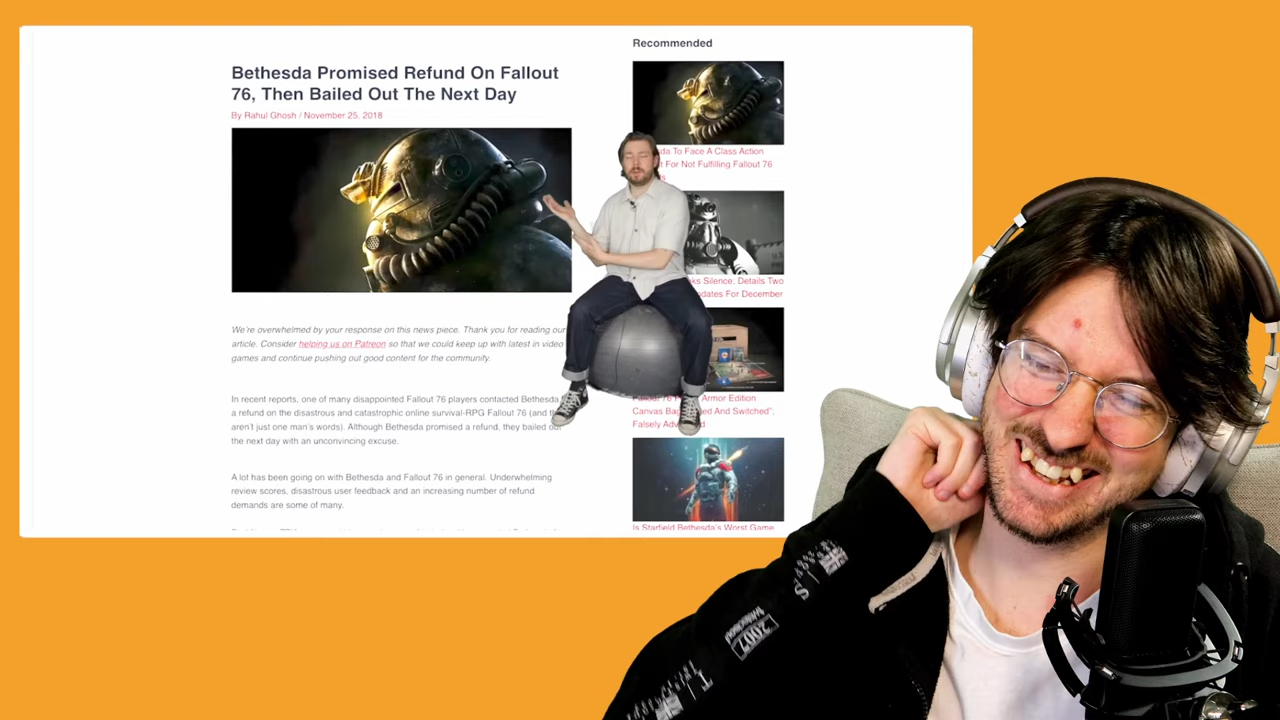 Bethesda Promised Refund On Fallout
76, Then Bailed Out The Next Day
By Rahul Ghosh / November 25, 2018
We're overwhelmed by your response on this news piece. Thank you for reading our
article. Consider helping us on Patreon so that we could keep up with latest in video
games and continue pushing out good content for the community.
In recent reports, one of many disappointed Fallout 76 players contacted Bethesda
a refund on the disastrous and catastrophic online survival-RPG Fallout 76 (and
aren't just one man's words). Although Bethesda promised a refund, they bailed out
the next day with an unconvincing excuse.
A lot has been going on with Bethesda and Fallout 76 in general. Underwhelming
review scores, disastrous user feedback and an increasing number of refund
demands are some of many.
Recommended
To Face A Class Action
For Not Fulfilling Fallout 76
Silence, Details Two
For December
Armor Edition
Canvas
And Switched",
Falsely
Is Starfield Bethesda's Worst Game
2007